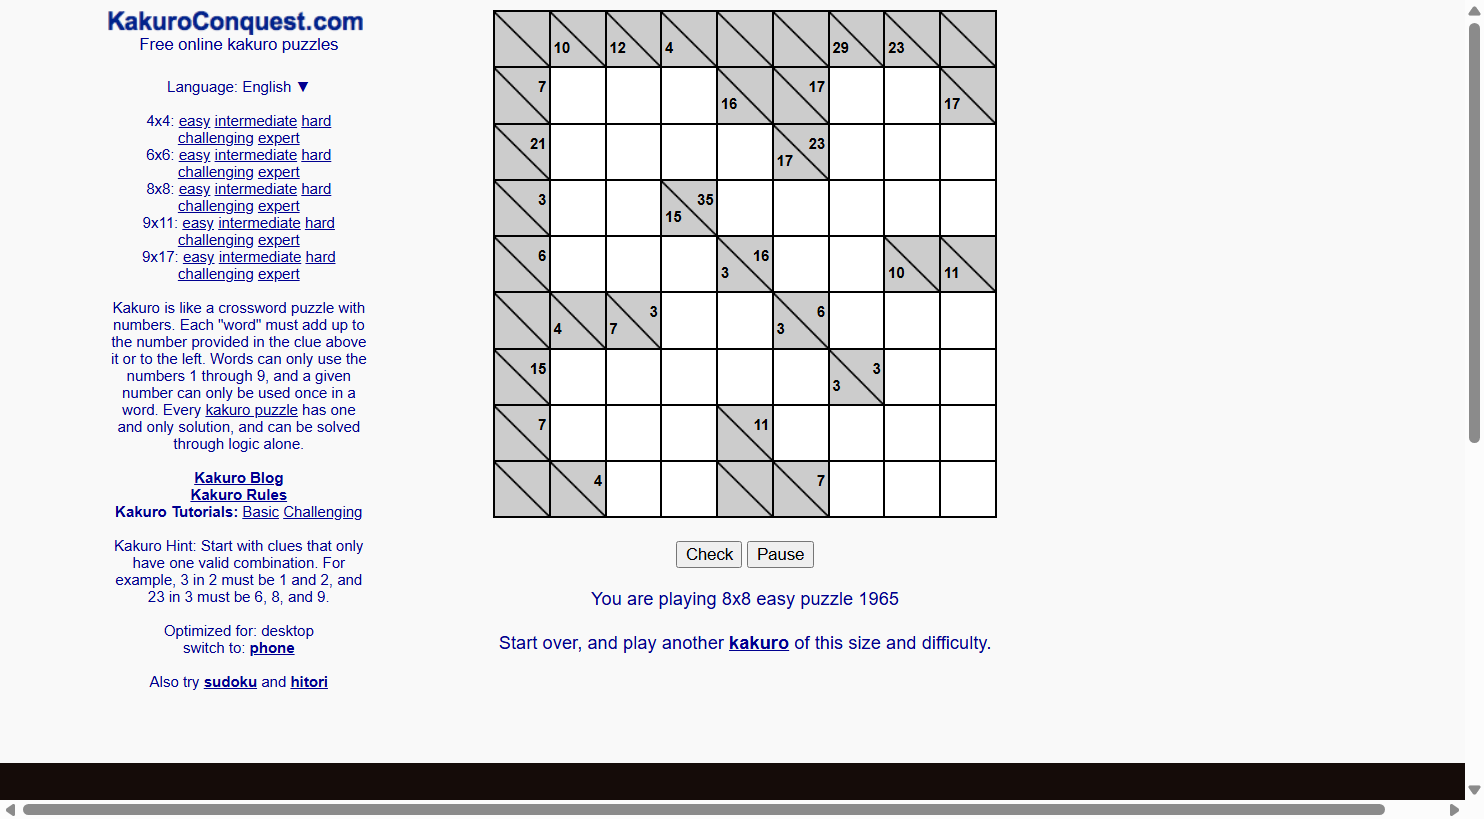 KakuroConquest.com
Free online kakuro puzzles
Language: English ▼
4x4: easy intermediate hard
challenging expert
6x6: easy intermediate hard
challenging expert
8x8: easy intermediate hard
challenging expert
9x11: easy intermediate hard
challenging expert
9x17: easy intermediate hard
challenging expert
Kakuro is like a crossword puzzle with
numbers. Each "word" must add up to
the number provided in the clue above
it or to the left. Words can only use the
numbers 1 through 9, and a given
number can only be used once in a
word. Every kakuro puzzle has one
and only solution, and can be solved
through logic alone.
Kakuro Blog
Kakuro Rules
Kakuro Tutorials: Basic Challenging
Kakuro Hint: Start with clues that only
have one valid combination. For
example, 3 in 2 must be 1 and 2, and
23 in 3 must be 6, 8, and 9.
Optimized for: desktop
switch to: phone
Also try sudoku and hitori
10 12 4 29 23
7 16 17 17
21 17 23
3 15 35
6 3 16 10 11
4 7 3 3 6
15 3 3
7 11
4 7
Check Pause
You are playing 8x8 easy puzzle 1965
Start over, and play another kakuro of this size and difficulty.